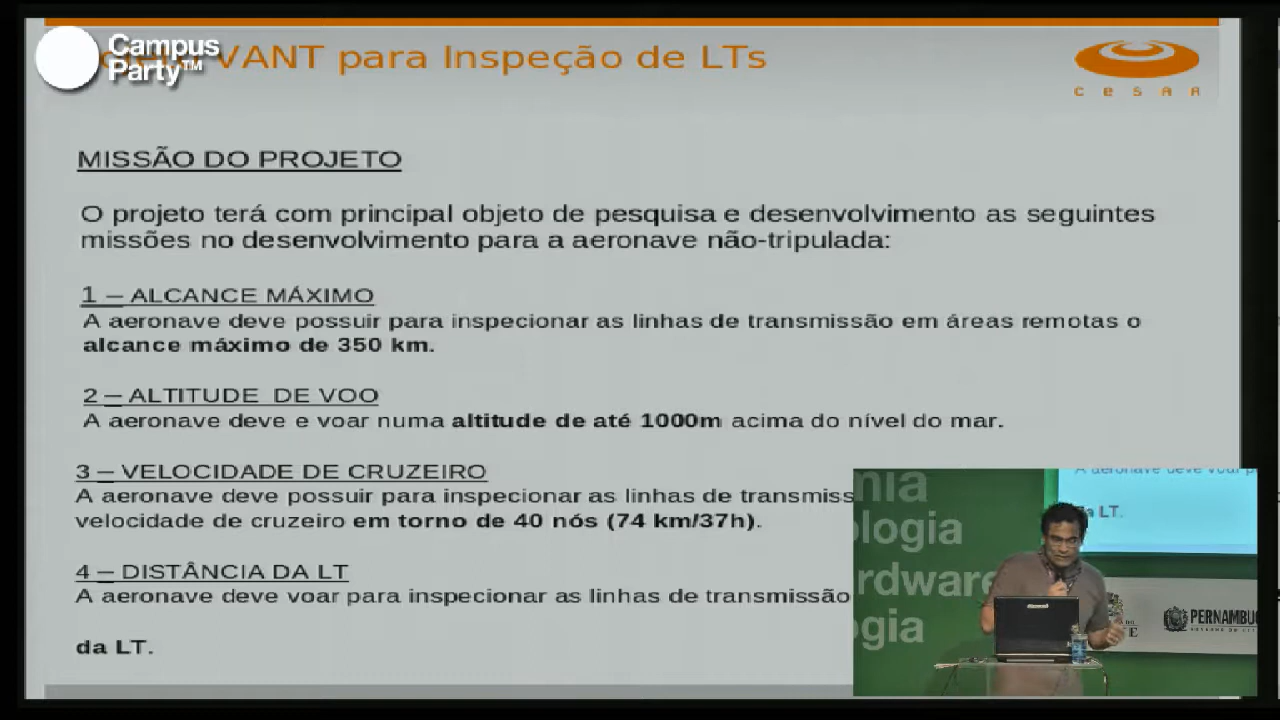 Campus
Party™
VANT para Inspeção de LTs
CESAR
MISSÃO DO PROJETO
O projeto terá com principal objeto de pesquisa e desenvolvimento as seguintes
missões no desenvolvimento para a aeronave não-tripulada:
1 – ALCANCE MÁXIMO
A aeronave deve possuir para inspecionar as linhas de transmissão em áreas remotas o
alcance máximo de 350 km.
2 – ALTITUDE DE VOO
A aeronave deve e voar numa altitude de até 1000m acima do nível do mar.
3 – VELOCIDADE DE CRUZEIRO
A aeronave deve possuir para inspecionar as linhas de transmiss
velocidade de cruzeiro em torno de 40 nós (74 km/37h).
4 – DISTÂNCIA DA LT
A aeronave deve voar para inspecionar as linhas de transmissão
da LT.
A aeronave deve voar p
da LT.
mia
ologia
rdware
ogia
PERNAMBUC